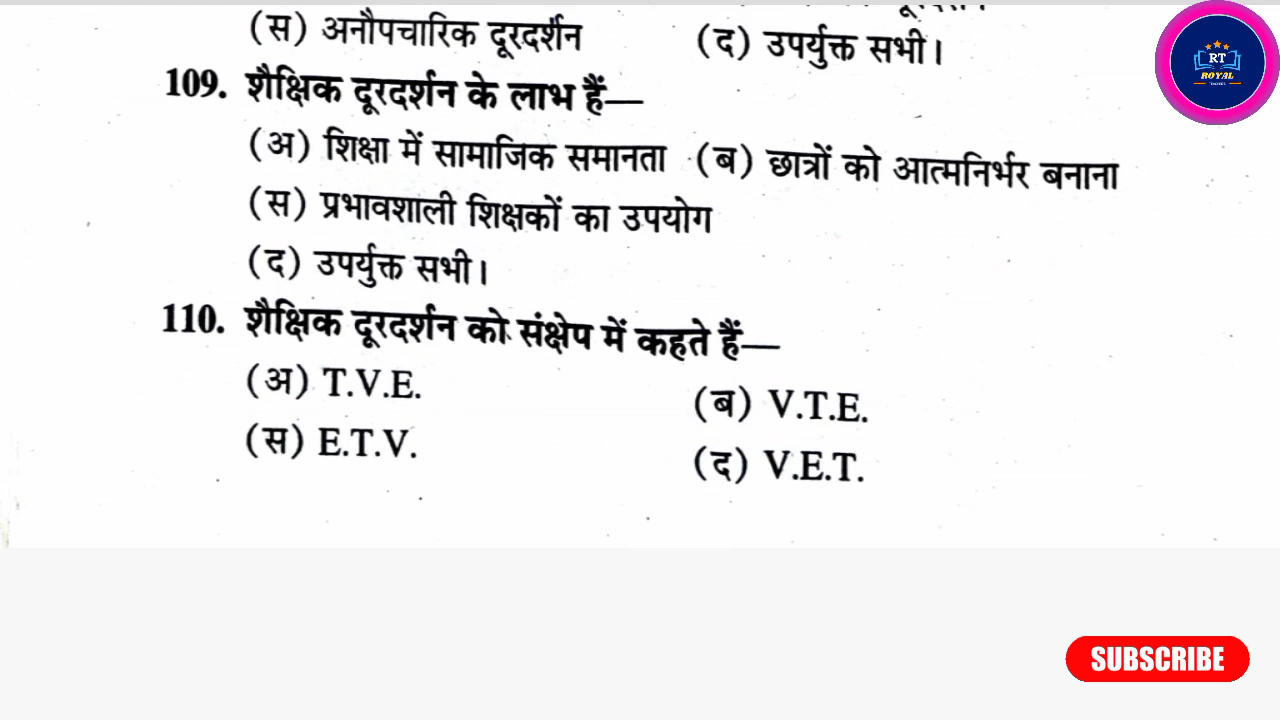 (स) अनौपचारिक दूरदर्शन (द) उपर्युक्त सभी।
109. शैक्षिक दूरदर्शन के लाभ हैं—
(अ) शिक्षा में सामाजिक समानता (ब) छात्रों को आत्मनिर्भर बनाना
(स) प्रभावशाली शिक्षकों का उपयोग
(द) उपर्युक्त सभी।
110. शैक्षिक दूरदर्शन को संक्षेप में कहते हैं—
(अ) T.V.E. (ब) V.T.E.
(स) E.T.V. (द) V.E.T.
RT
ROYAL
SUBSCRIBE